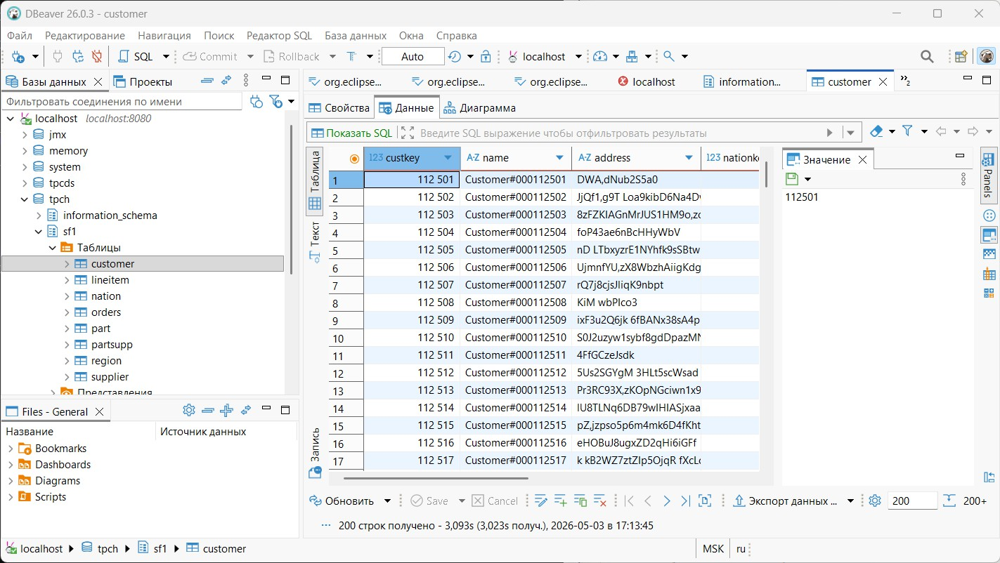 DBeaver 26.0.3 - customer
Файл Редактирование Навигация Поиск Редактор SQL База данных Окна Справка
SQL Commit Rollback T Auto localhost
Базы данных Проекты
Фильтровать соединения по имени
localhost localhost:8080
jmx
memory
system
tpcds
tpch
information_schema
sf1
Таблицы
customer
lineitem
nation
orders
part
partsupp
region
supplier
Представления
Files - General
Название Источник данных
Bookmarks
Dashboards
Diagrams
Scripts
org.eclipse... org.eclipse... org.eclipse... localhost information... customer »2
Свойства Данные Диаграмма
Показать SQL Введите SQL выражение чтобы отфильтровать результаты
Таблица
Текст
Запись
123 custkey A-Z name A-Z address 123 nationk
1 112 501 Customer#000112501 DWA,dNub2S5a0
2 112 502 Customer#000112502 JjQf1,g9T Loa9kibD6Na4D
3 112 503 Customer#000112503 8zFZKIAGnMrJUS1HM9o,z
4 112 504 Customer#000112504 foP43ae6nBcHHyWbV
5 112 505 Customer#000112505 nD LTbxyzrE1NYhfk9sSBtw
6 112 506 Customer#000112506 UjmnfYU,zX8WbzhAiigKdg
7 112 507 Customer#000112507 rQ7j8cjsJliqK9nbpt
8 112 508 Customer#000112508 KiM wbPIco3
9 112 509 Customer#000112509 ixF3u2Q6jk 6fBANx38sA4p
10 112 510 Customer#000112510 S0J2uzyw1sybf8gdDpazM
11 112 511 Customer#000112511 4FfGCzeJsdk
12 112 512 Customer#000112512 5Us2SGYgM 3HLt5scWsad
13 112 513 Customer#000112513 Pr3RC93X,zKOpNGciwn1x9
14 112 514 Customer#000112514 lU8TLNq6DB79wIHIASjxaa
15 112 515 Customer#000112515 pZ,jzpso5p6m4mk6D4fKht
16 112 516 Customer#000112516 eHOBuJ8ugxZD2qHi6iGFf
17 112 517 Customer#000112517 k kB2WZ7ztZIp5OjqR fXcL
Значение
112501
Panels
Обновить Save Cancel Экспорт данных ... 200 200+
200 строк получено - 3,093s (3,023s получ.), 2026-05-03 в 17:13:45
localhost tpch sf1 customer MSK ru